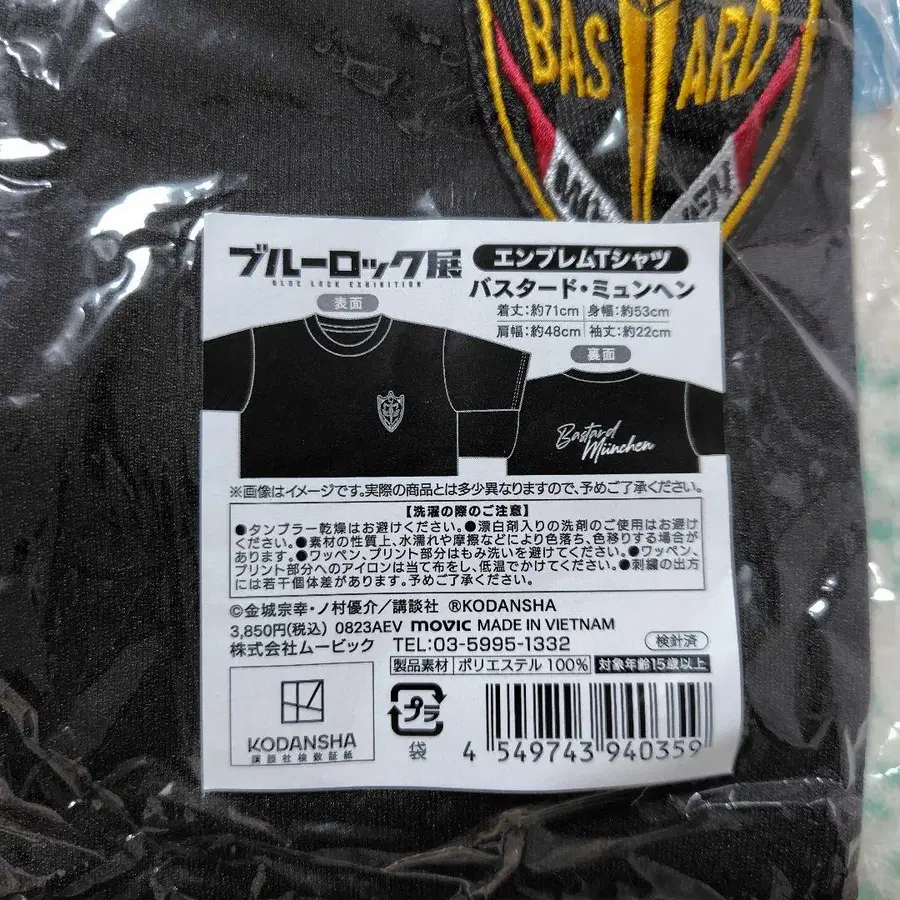 BASTARD
ブルーロック展
BLUE LOCK EXHIBITION
エンブレムTシャツ
バスタード・ミュンヘン
着丈:約71cm 身幅:約53cm
肩幅:約48cm 袖丈:約22cm
表面
裏面
Bastard
München
※画像はイメージです。実際の商品とは多少異なりますので、予めご了承ください。
【洗濯の際のご注意】
●タンブラー乾燥はお避けください。●漂白剤入りの洗剤のご使用はお避け
ください。●素材の性質上、水濡れや摩擦などにより色落ち、色移りする場合が
あります。●ワッペン、プリント部分はもみ洗いを避けてください。●ワッペン、
プリント部分へのアイロンは当て布をし、低温でかけてください。●刺繍の出方
には若干個体差があります。予めご了承ください。
©金城宗幸・ノ村優介/講談社 ®KODANSHA
3,850円(税込) 0823AEV movic MADE IN VIETNAM
株式会社ムービック TEL:03-5995-1332
検針済
製品素材 ポリエステル 100% 対象年齢15歳以上
KODANSHA
講談社検数証紙
プラ
袋
4 549743 940359